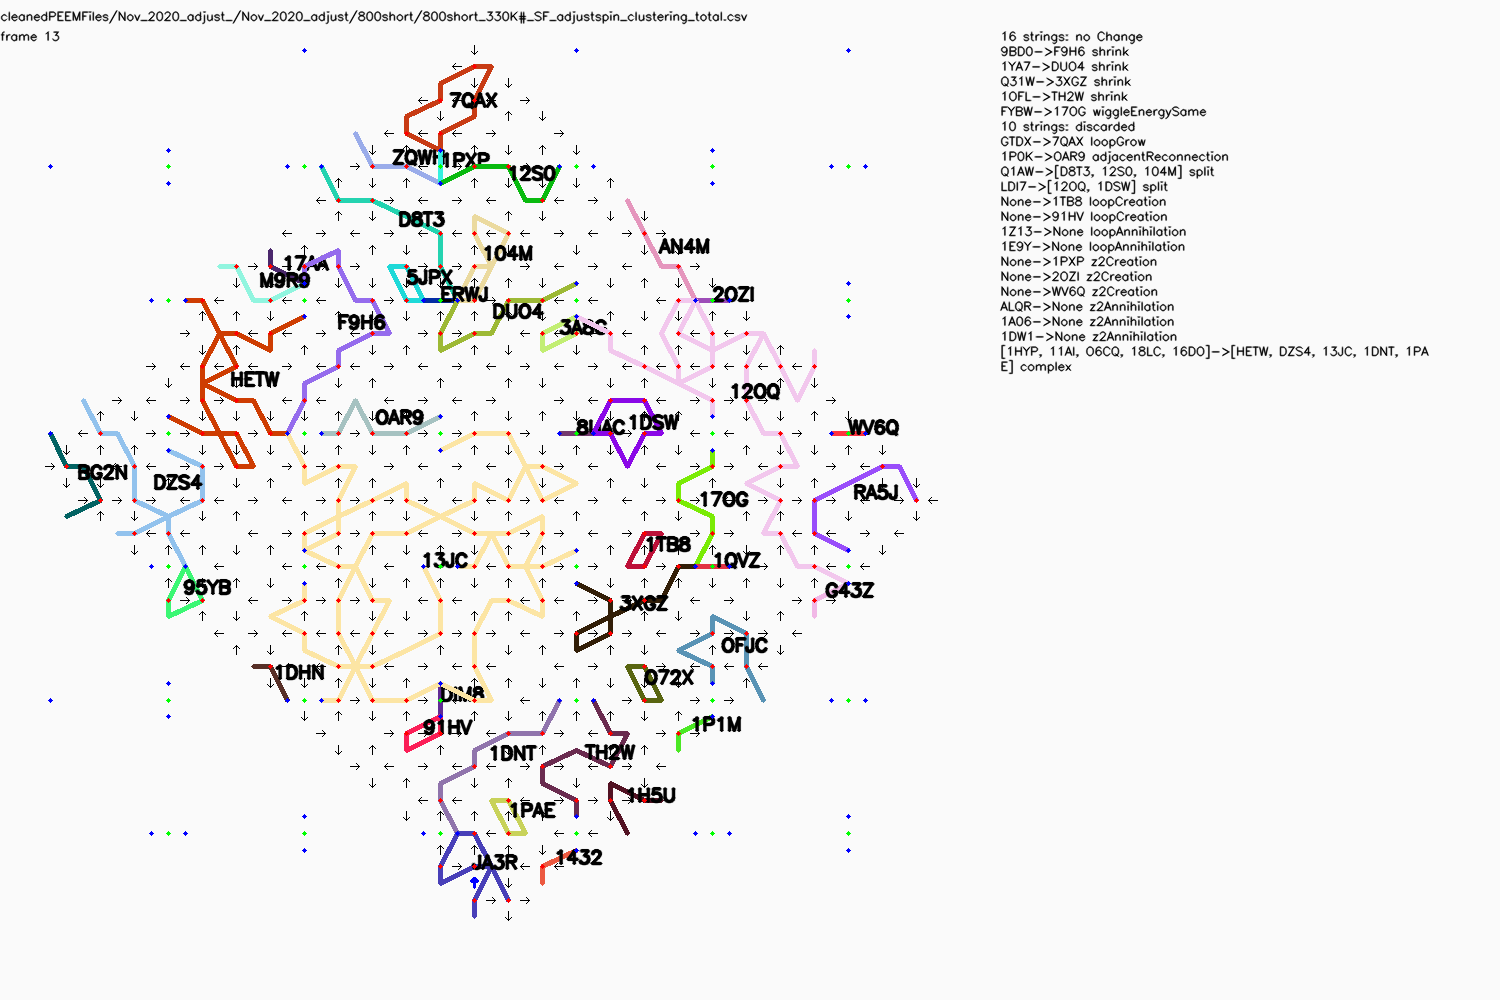 cleanedPEEMFiles/Nov_2020_adjust_/Nov_2020_adjust/800short/800short_330K#_SF_adjustspin_clustering_total.csv
frame 13
16 strings: no Change
9BD0->F9H6 shrink
1YA7->DUO4 shrink
Q31W->3XGZ shrink
1OFL->TH2W shrink
FYBW->17OG wiggleEnergySame
10 strings: discarded
GTDX->7QAX loopGrow
1P0K->OAR9 adjacentReconnection
Q1AW->[D8T3, 12S0, 104M] split
LDI7->[12OQ, 1DSW] split
None->1TB8 loopCreation
None->91HV loopCreation
1Z13->None loopAnnihilation
1E9Y->None loopAnnihilation
None->1PXP z2Creation
None->2OZI z2Creation
None->WV6Q z2Creation
ALQR->None z2Annihilation
1A06->None z2Annihilation
1DW1->None z2Annihilation
[1HYP, 11AI, O6CQ, 18LC, 16DO]->[HETW, DZS4, 13JC, 1DNT, 1PA
E] complex
7QAX
1PXP
12S0
D8T3
AN4M
104M
17AA
M9R9
5JPX
ERWJ
2OZI
DUO4
F9H6
HETW
12OQ
OAR9
1DSW
WV6Q
BG2N
DZS4
RA5J
17OG
1TB8
13JC
1QVZ
95YB
G43Z
3XGZ
OFJC
1DHN
O72X
91HV
1P1M
1DNT
TH2W
1H5U
1PAE
JA3R
1432